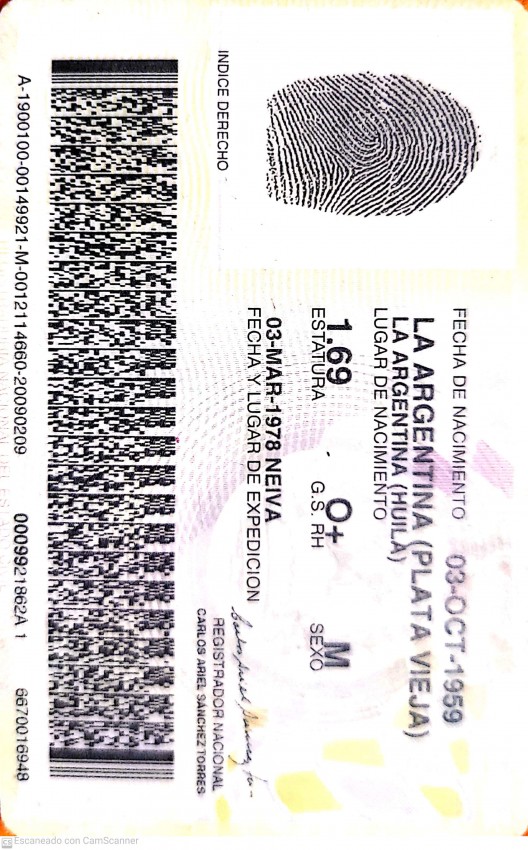 FECHA DE NACIMIENTO 03-OCT-1959
LA ARGENTINA (PLATA VIEJA)
LA ARGENTINA (HUILA)
LUGAR DE NACIMIENTO
1.69 O+ M
ESTATURA G.S. RH SEXO
03-MAR-1978 NEIVA
FECHA Y LUGAR DE EXPEDICION
INDICE DERECHO
REGISTRADOR NACIONAL
CARLOS ARIEL SANCHEZ TORRES
A-1900100-00149921-M-0012114660-20090209 0009921862A 1 6670016948
CS Escaneado con CamScanner